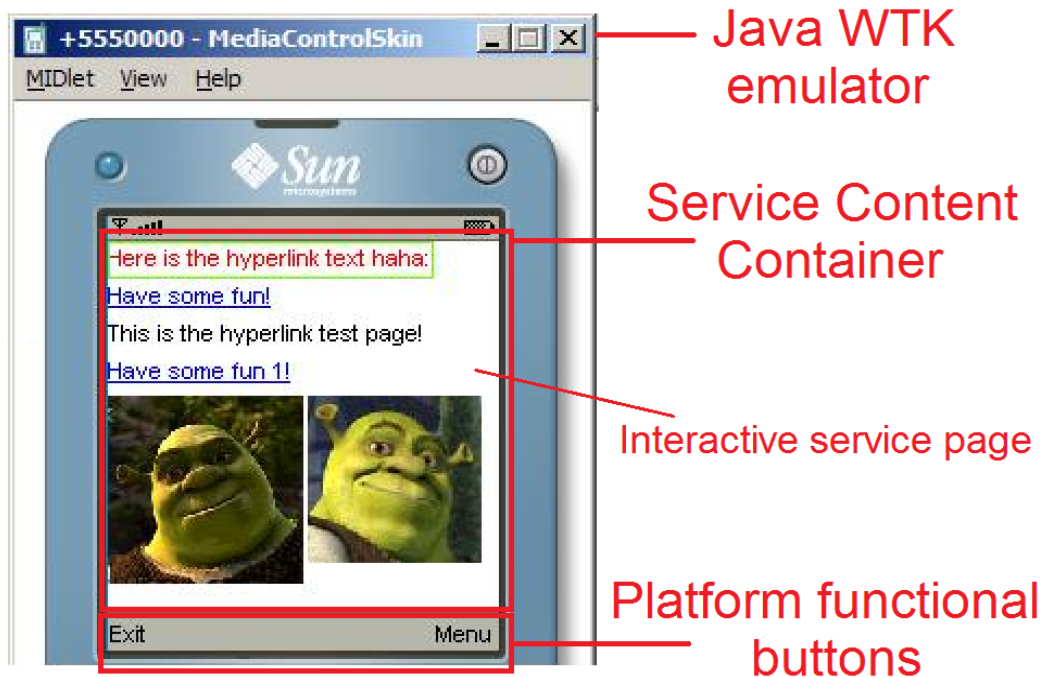 +5550000 - MediaControlSkin
MIDlet View Help
Java WTK
emulator
Sun
microsystems
Service Content
Container
Here is the hyperlink text haha:
Have some fun!
This is the hyperlink test page!
Have some fun 1!
Interactive service page
Exit
Menu
Platform functional
buttons